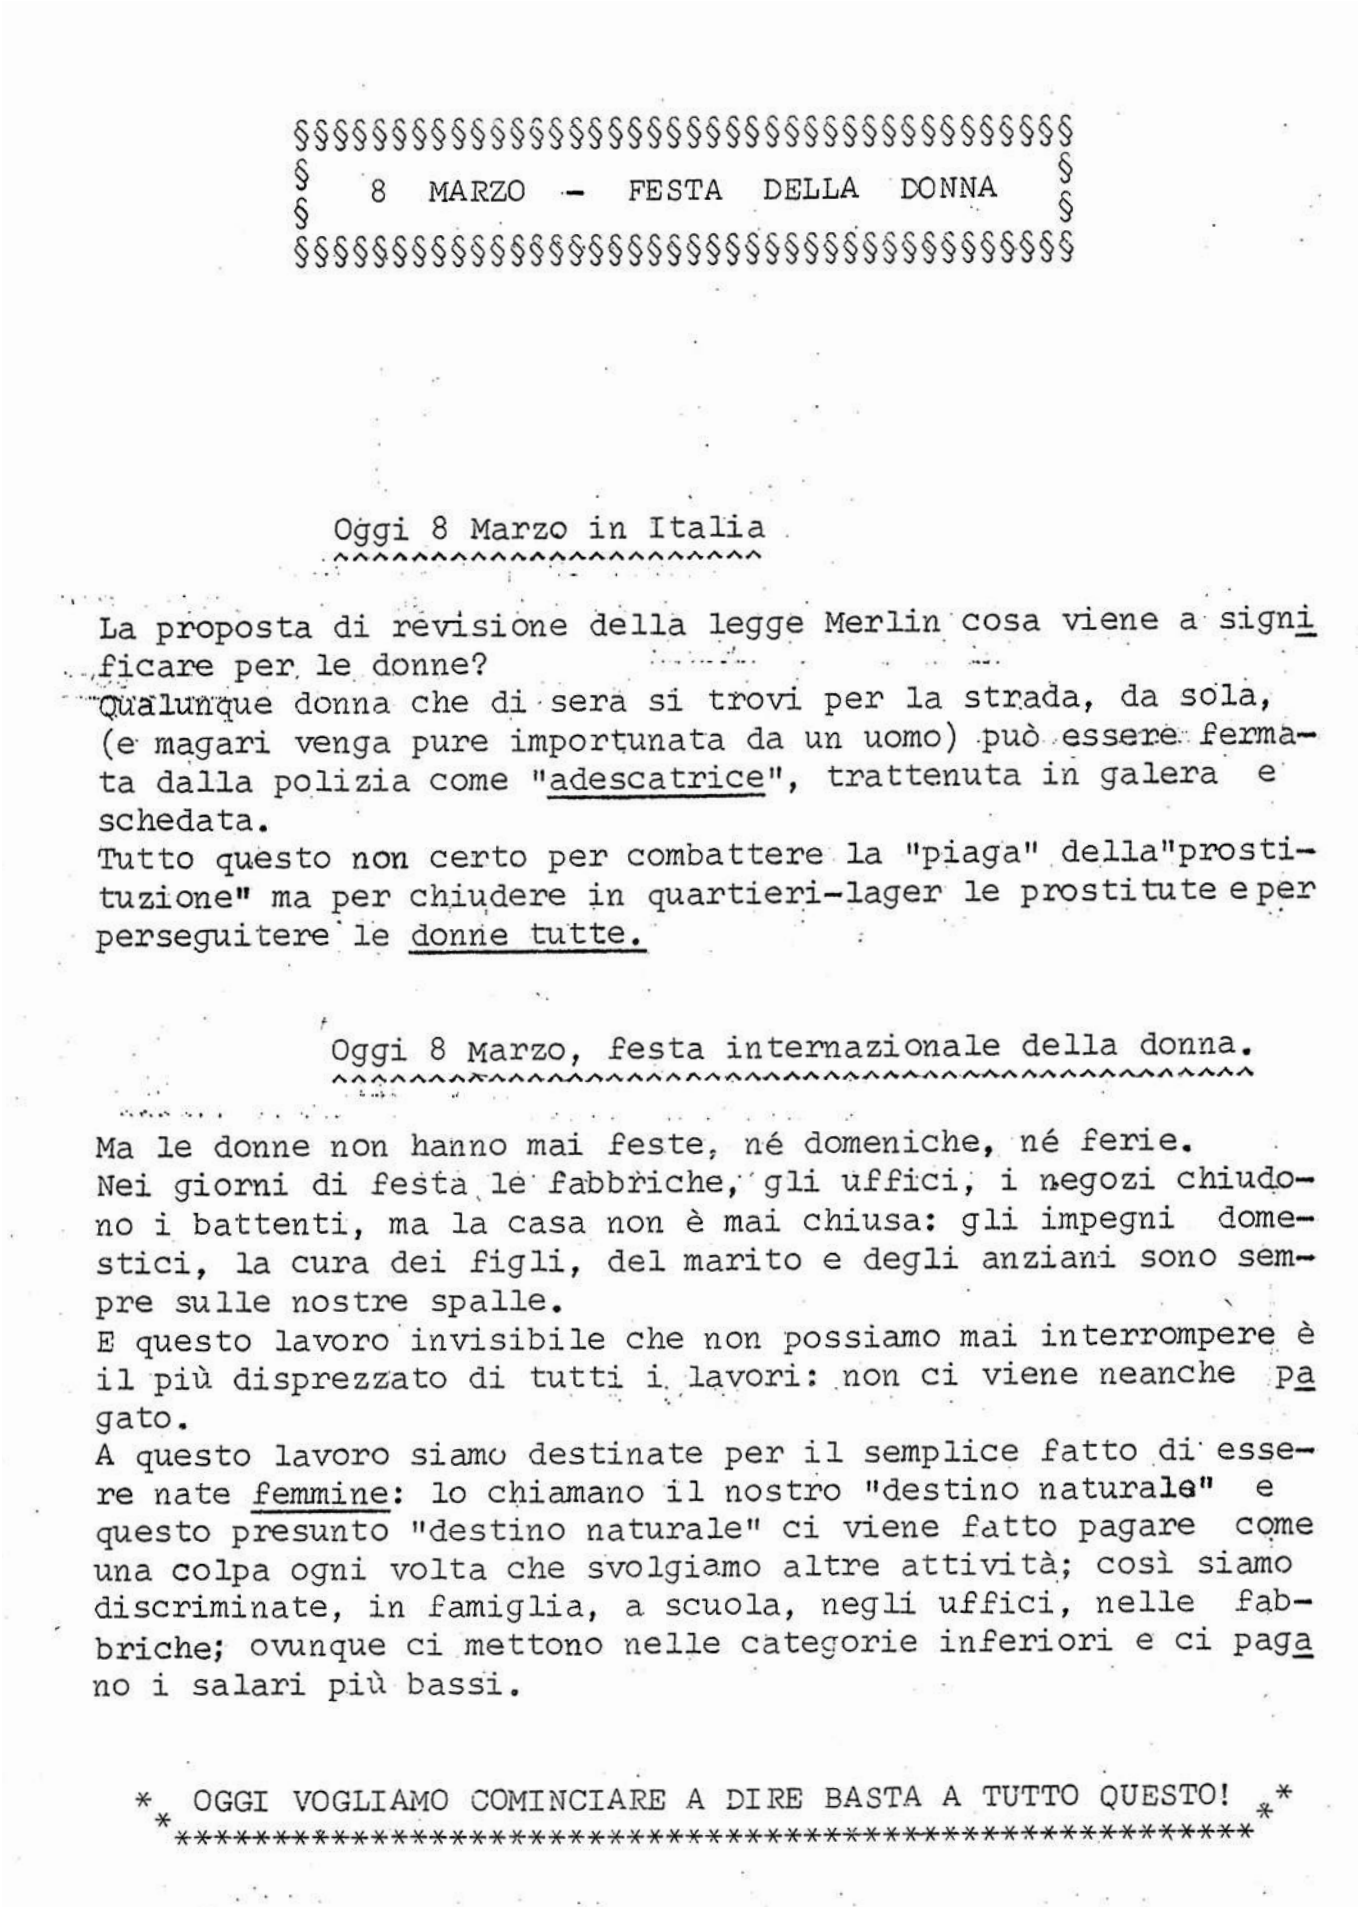 §§§§§§§§§§§§§§§§§§§§§§§§§§§§§§§§§§§§§§§§
§ 8 MARZO - FESTA DELLA DONNA §
§ §
§§§§§§§§§§§§§§§§§§§§§§§§§§§§§§§§§§§§§§§§
Oggi 8 Marzo in Italia
^^^^^^^^^^^^^^^^^^^^^^
La proposta di revisione della legge Merlin cosa viene a signi
ficare per le donne?
Qualunque donna che di sera si trovi per la strada, da sola,
(e magari venga pure importunata da un uomo) può essere ferma-
ta dalla polizia come "adescatrice", trattenuta in galera e
schedata.
Tutto questo non certo per combattere la "piaga" della"prosti-
tuzione" ma per chiudere in quartieri-lager le prostitute e per
perseguitere le donne tutte.
Oggi 8 Marzo, festa internazionale della donna.
^^^^^^^^^^^^^^^^^^^^^^^^^^^^^^^^^^^^^^^^^^^^^^^
Ma le donne non hanno mai feste, né domeniche, né ferie.
Nei giorni di festa le fabbriche, gli uffici, i negozi chiudo-
no i battenti, ma la casa non è mai chiusa: gli impegni dome-
stici, la cura dei figli, del marito e degli anziani sono sem-
pre sulle nostre spalle.
E questo lavoro invisibile che non possiamo mai interrompere è
il più disprezzato di tutti i lavori: non ci viene neanche pa
gato.
A questo lavoro siamo destinate per il semplice fatto di esse-
re nate femmine: lo chiamano il nostro "destino naturale" e
questo presunto "destino naturale" ci viene fatto pagare come
una colpa ogni volta che svolgiamo altre attività; così siamo
discriminate, in famiglia, a scuola, negli uffici, nelle fab-
briche; ovunque ci mettono nelle categorie inferiori e ci paga
no i salari più bassi.
* OGGI VOGLIAMO COMINCIARE A DIRE BASTA A TUTTO QUESTO! *
* ******************************************************* *